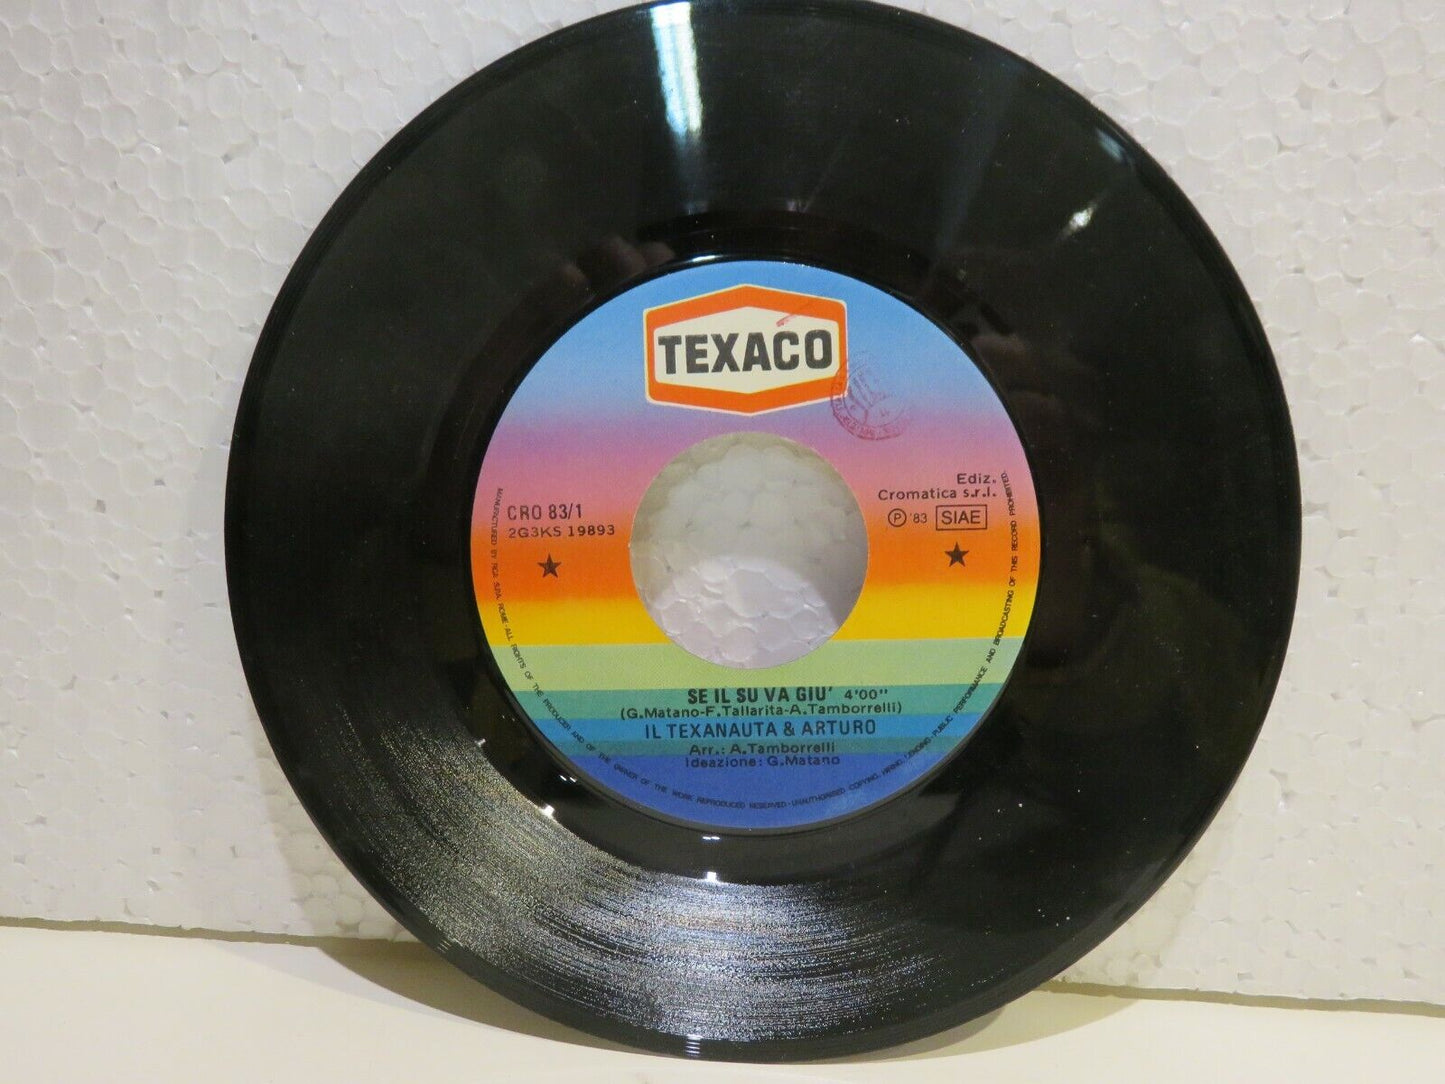 TEXACO
Ediz.
Cromatica s.r.l.
Ⓟ '83 SIAE
CRO 83/1
2G3KS 19893
SE IL SU VA GIU' 4'00"
(G.Matano-F.Tallarita-A.Tamborrelli)
IL TEXANAUTA & ARTURO
Arr.: A.Tamborrelli
Ideazione: G.Matano
MANUFACTURED BY RCA S.P.A. ROME-ALL RIGHTS OF THE PRODUCER AND OF THE OWNER OF THE WORK REPRODUCED RESERVED-UNAUTHORISED COPYING, HIRING, LENDING-PUBLIC PERFORMANCE AND BROADCASTING OF THIS RECORD PROHIBITED.